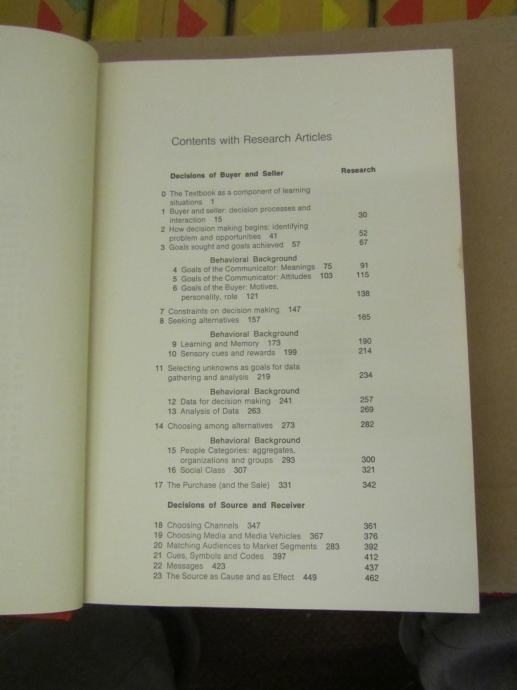 Contents with Research Articles
Decisions of Buyer and Seller Research
0 The Textbook as a component of learning
situations 1
1 Buyer and seller: decision processes and
interaction 15 30
2 How decision making begins: identifying
problem and opportunities 41 52
3 Goals sought and goals achieved 57 67
Behavioral Background
4 Goals of the Communicator: Meanings 75 91
5 Goals of the Communicator: Attitudes 103 115
6 Goals of the Buyer: Motives,
personality, role 121 138
7 Constraints on decision making 147
8 Seeking alternatives 157 165
Behavioral Background
9 Learning and Memory 173 190
10 Sensory cues and rewards 199 214
11 Selecting unknowns as goals for data
gathering and analysis 219 234
Behavioral Background
12 Data for decision making 241 257
13 Analysis of Data 263 269
14 Choosing among alternatives 273 282
Behavioral Background
15 People Categories: aggregates,
organizations and groups 293 300
16 Social Class 307 321
17 The Purchase (and the Sale) 331 342
Decisions of Source and Receiver
18 Choosing Channels 347 361
19 Choosing Media and Media Vehicles 367 376
20 Matching Audiences to Market Segments 283 392
21 Cues, Symbols and Codes 397 412
22 Messages 423 437
23 The Source as Cause and as Effect 449 462